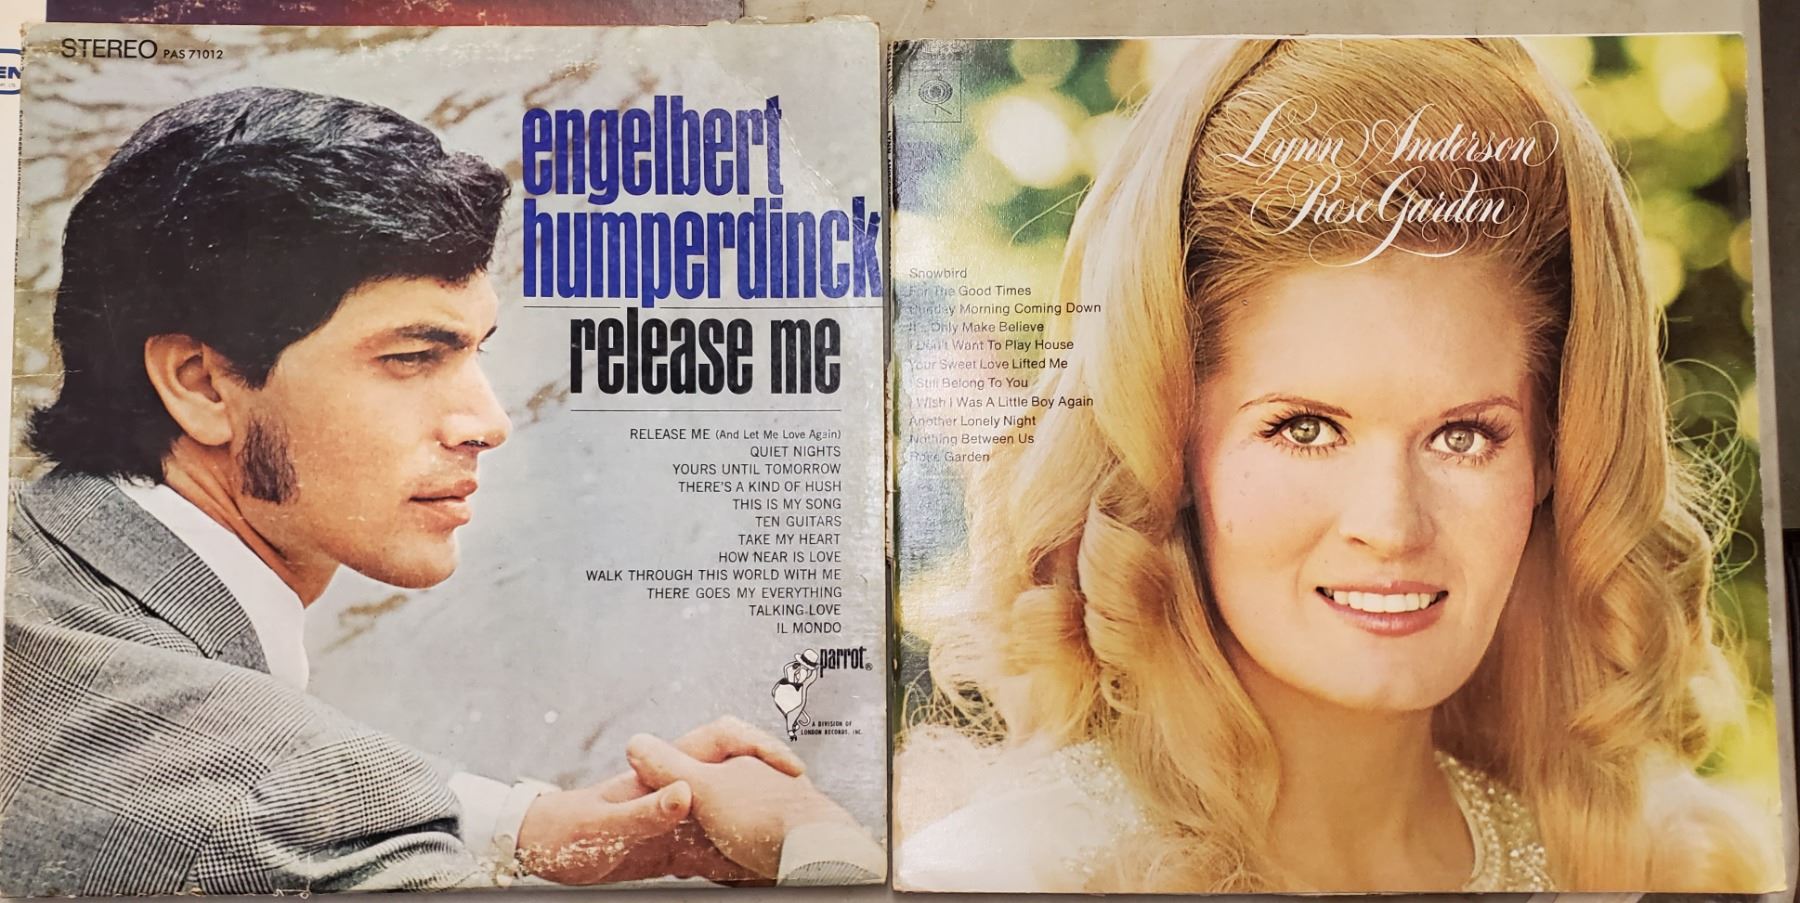 STEREO PAS 71012
engelbert
humperdinck
release me
RELEASE ME (And Let Me Love Again)
QUIET NIGHTS
YOURS UNTIL TOMORROW
THERE'S A KIND OF HUSH
THIS IS MY SONG
TEN GUITARS
TAKE MY HEART
HOW NEAR IS LOVE
WALK THROUGH THIS WORLD WITH ME
THERE GOES MY EVERYTHING
TALKING LOVE
IL MONDO
parrot®
A DIVISION OF
LONDON RECORDS, INC.
Lynn Anderson
Rose Garden
Snowbird
For The Good Times
Sunday Morning Coming Down
It's Only Make Believe
I Don't Want To Play House
Your Sweet Love Lifted Me
I Still Belong To You
I Wish I Was A Little Boy Again
Another Lonely Night
Nothing Between Us
Rose Garden